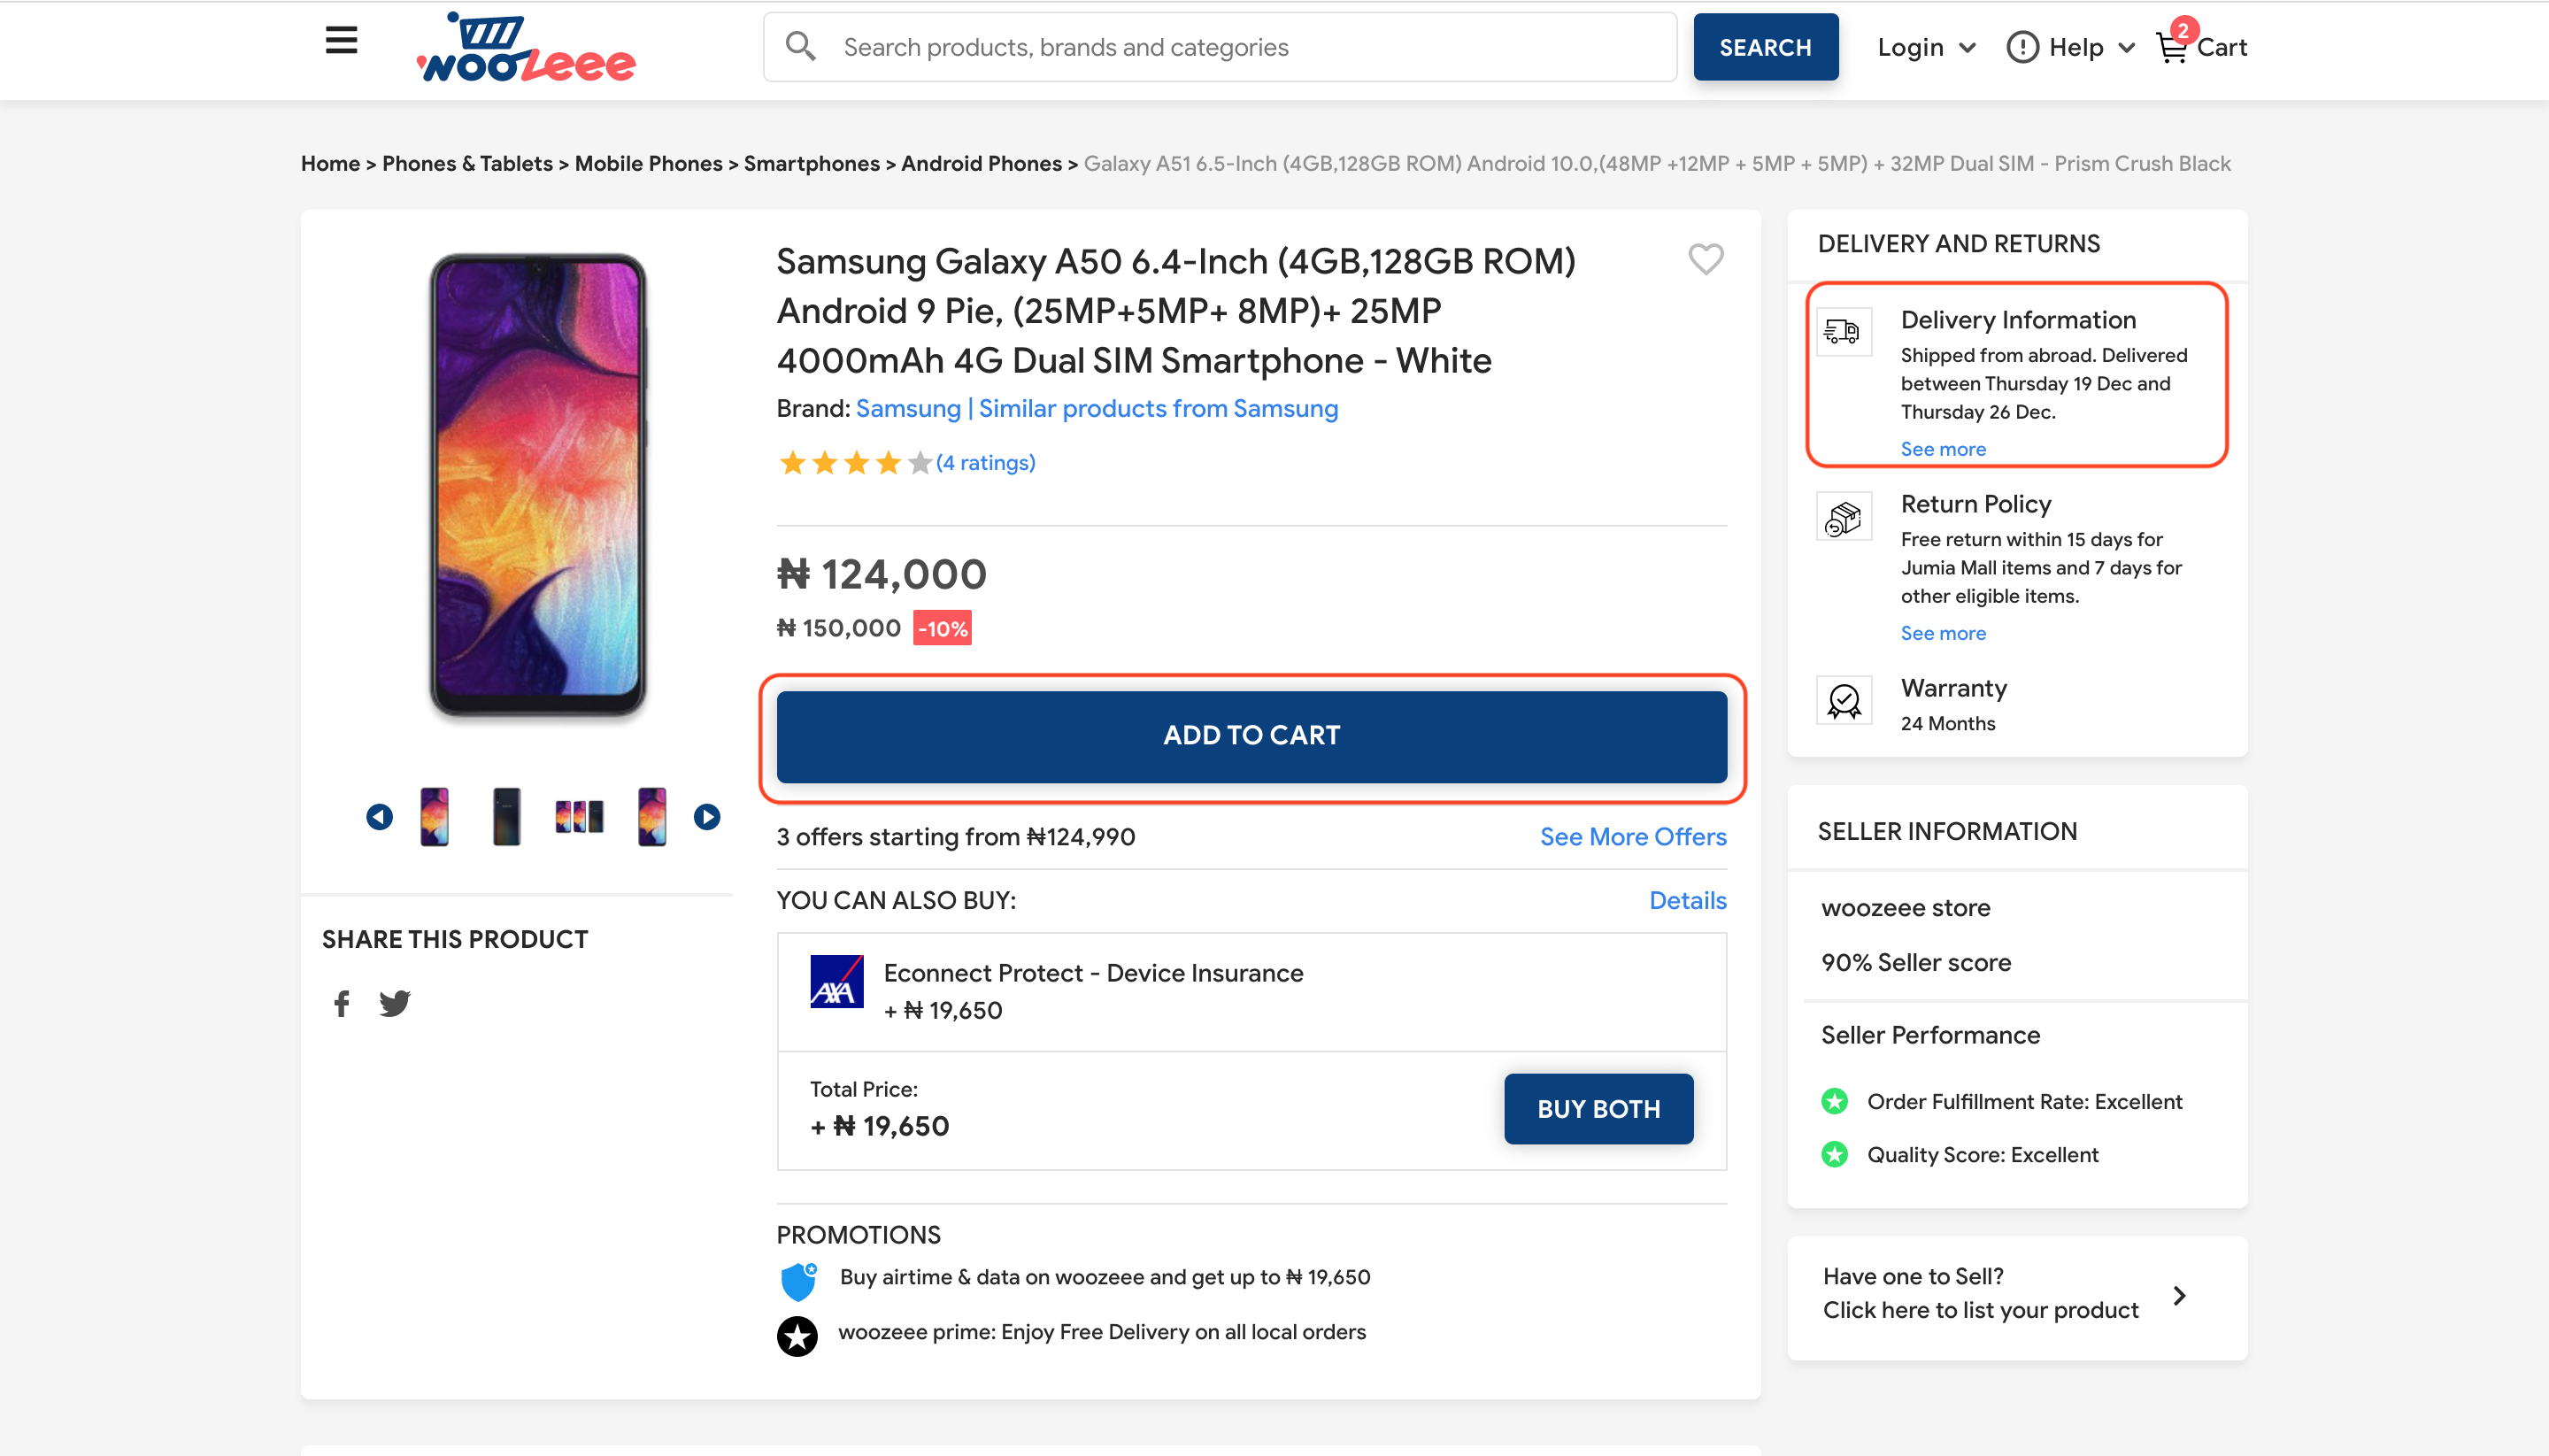 woozeee
Search products, brands and categories
SEARCH
Login
Help
2
Cart
Home > Phones & Tablets > Mobile Phones > Smartphones > Android Phones > Galaxy A51 6.5-Inch (4GB,128GB ROM) Android 10.0,(48MP +12MP + 5MP + 5MP) + 32MP Dual SIM - Prism Crush Black
Samsung Galaxy A50 6.4-Inch (4GB,128GB ROM)
Android 9 Pie, (25MP+5MP+ 8MP)+ 25MP
4000mAh 4G Dual SIM Smartphone - White
Brand: Samsung | Similar products from Samsung
(4 ratings)
₦ 124,000
₦ 150,000 -10%
ADD TO CART
3 offers starting from ₦124,990
See More Offers
YOU CAN ALSO BUY:
Details
AXA
Econnect Protect - Device Insurance
+ ₦ 19,650
Total Price:
+ ₦ 19,650
BUY BOTH
PROMOTIONS
Buy airtime & data on woozeee and get up to ₦ 19,650
woozeee prime: Enjoy Free Delivery on all local orders
SHARE THIS PRODUCT
DELIVERY AND RETURNS
Delivery Information
Shipped from abroad. Delivered
between Thursday 19 Dec and
Thursday 26 Dec.
See more
Return Policy
Free return within 15 days for
Jumia Mall items and 7 days for
other eligible items.
See more
Warranty
24 Months
SELLER INFORMATION
woozeee store
90% Seller score
Seller Performance
Order Fulfillment Rate: Excellent
Quality Score: Excellent
Have one to Sell?
Click here to list your product